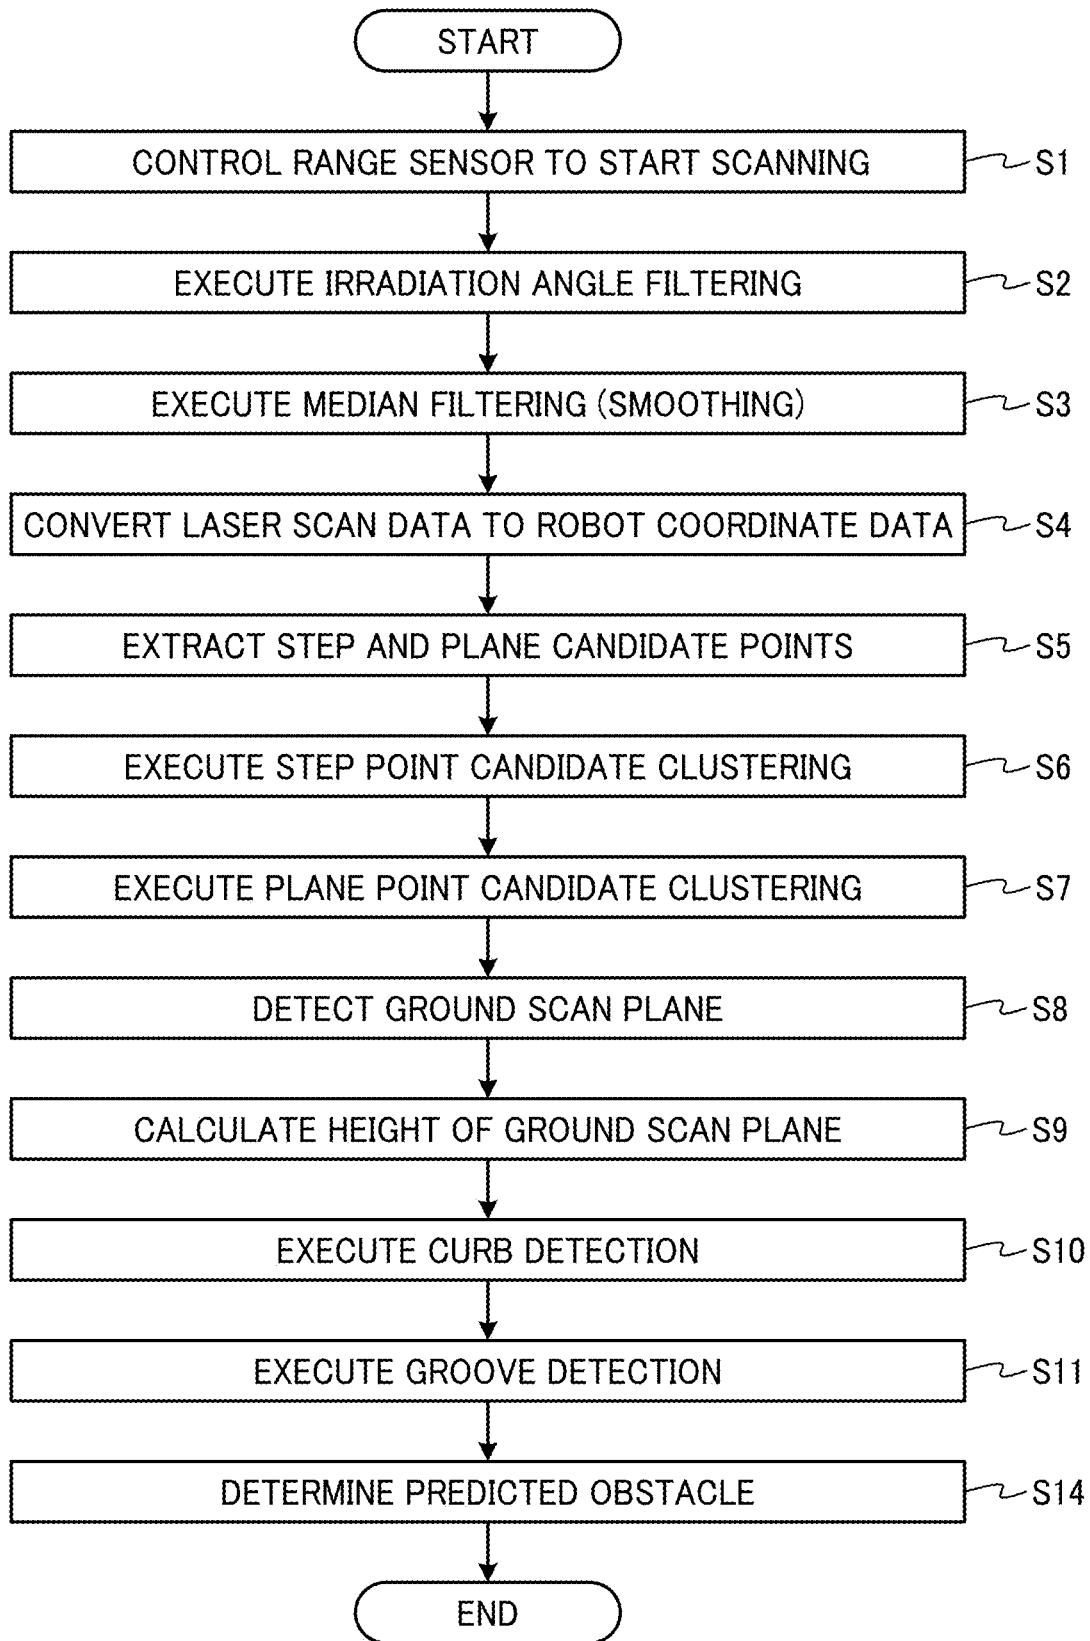 START
CONTROL RANGE SENSOR TO START SCANNING S1
EXECUTE IRRADIATION ANGLE FILTERING S2
EXECUTE MEDIAN FILTERING (SMOOTHING) S3
CONVERT LASER SCAN DATA TO ROBOT COORDINATE DATA S4
EXTRACT STEP AND PLANE CANDIDATE POINTS S5
EXECUTE STEP POINT CANDIDATE CLUSTERING S6
EXECUTE PLANE POINT CANDIDATE CLUSTERING S7
DETECT GROUND SCAN PLANE S8
CALCULATE HEIGHT OF GROUND SCAN PLANE S9
EXECUTE CURB DETECTION S10
EXECUTE GROOVE DETECTION S11
DETERMINE PREDICTED OBSTACLE S14
END